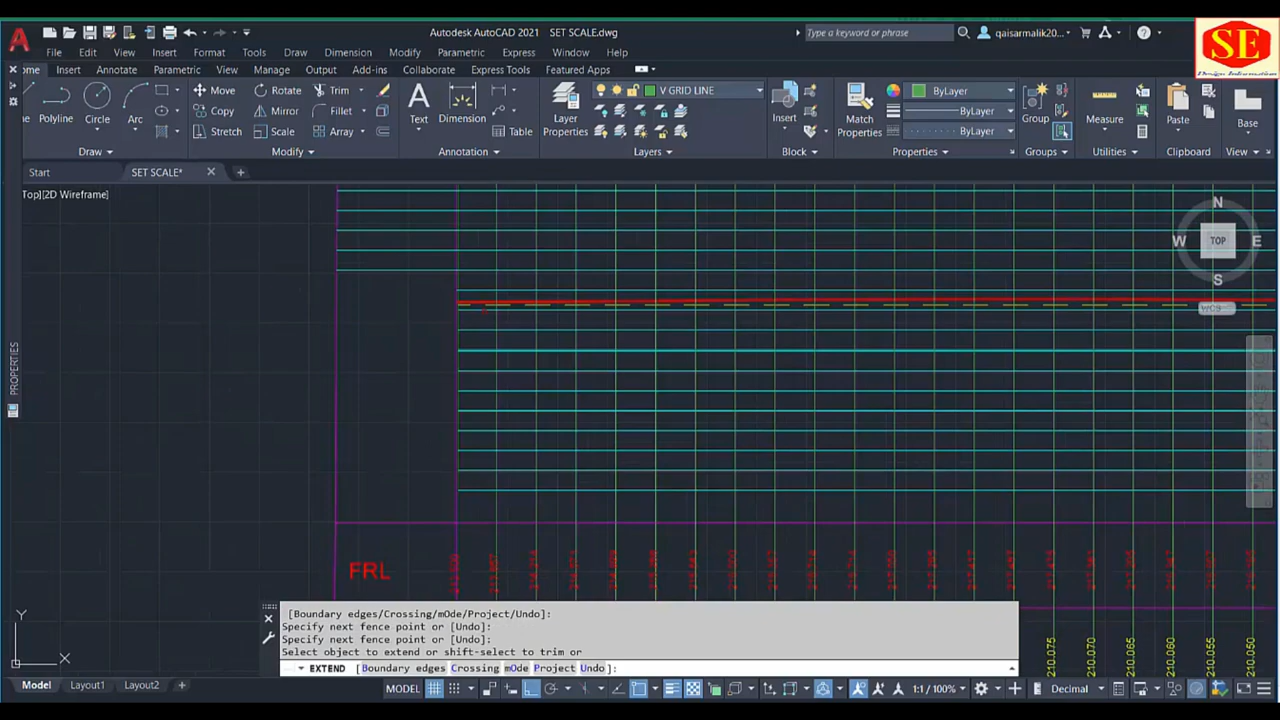 Autodesk AutoCAD 2021 SET SCALE.dwg
Type a keyword or phrase
qaisarmalik20...
SE
Design Information
File Edit View Insert Format Tools Draw Dimension Modify Parametric Express Window Help
ome Insert Annotate Parametric View Manage Output Add-ins Collaborate Express Tools Featured Apps
Polyline Circle Arc
Move Rotate Trim
Copy Mirror Fillet
Stretch Scale Array
Text Dimension Table
Layer Properties
V GRID LINE
Insert
Match Properties
ByLayer
ByLayer
ByLayer
Group
Measure
Paste
Base
Draw Modify Annotation Layers Block Properties Groups Utilities Clipboard View
Start SET SCALE*
Top][2D Wireframe]
N
W TOP E
S
WCS
PROPERTIES
FRL
[Boundary edges/Crossing/mOde/Project/Undo]:
Specify next fence point or [Undo]:
Specify next fence point or [Undo]:
Select object to extend or shift-select to trim or
EXTEND [Boundary edges Crossing mOde Project Undo]:
210.075
210.070
210.065
210.060
210.055
210.050
Y
X
Model Layout1 Layout2 +
MODEL 1:1 / 100% Decimal